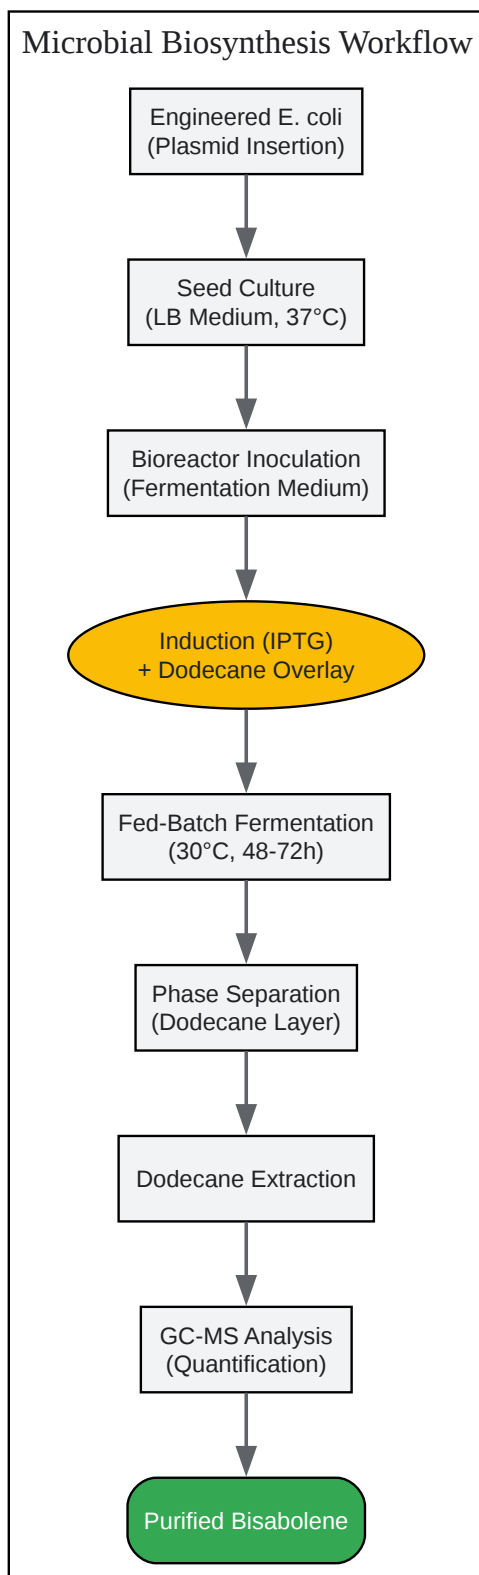 Microbial Biosynthesis Workflow
Engineered E. coli
(Plasmid Insertion)
Seed Culture
(LB Medium, 37°C)
Bioreactor Inoculation
(Fermentation Medium)
Induction (IPTG)
+ Dodecane Overlay
Fed-Batch Fermentation
(30°C, 48-72h)
Phase Separation
(Dodecane Layer)
Dodecane Extraction
GC-MS Analysis
(Quantification)
Purified Bisabolene